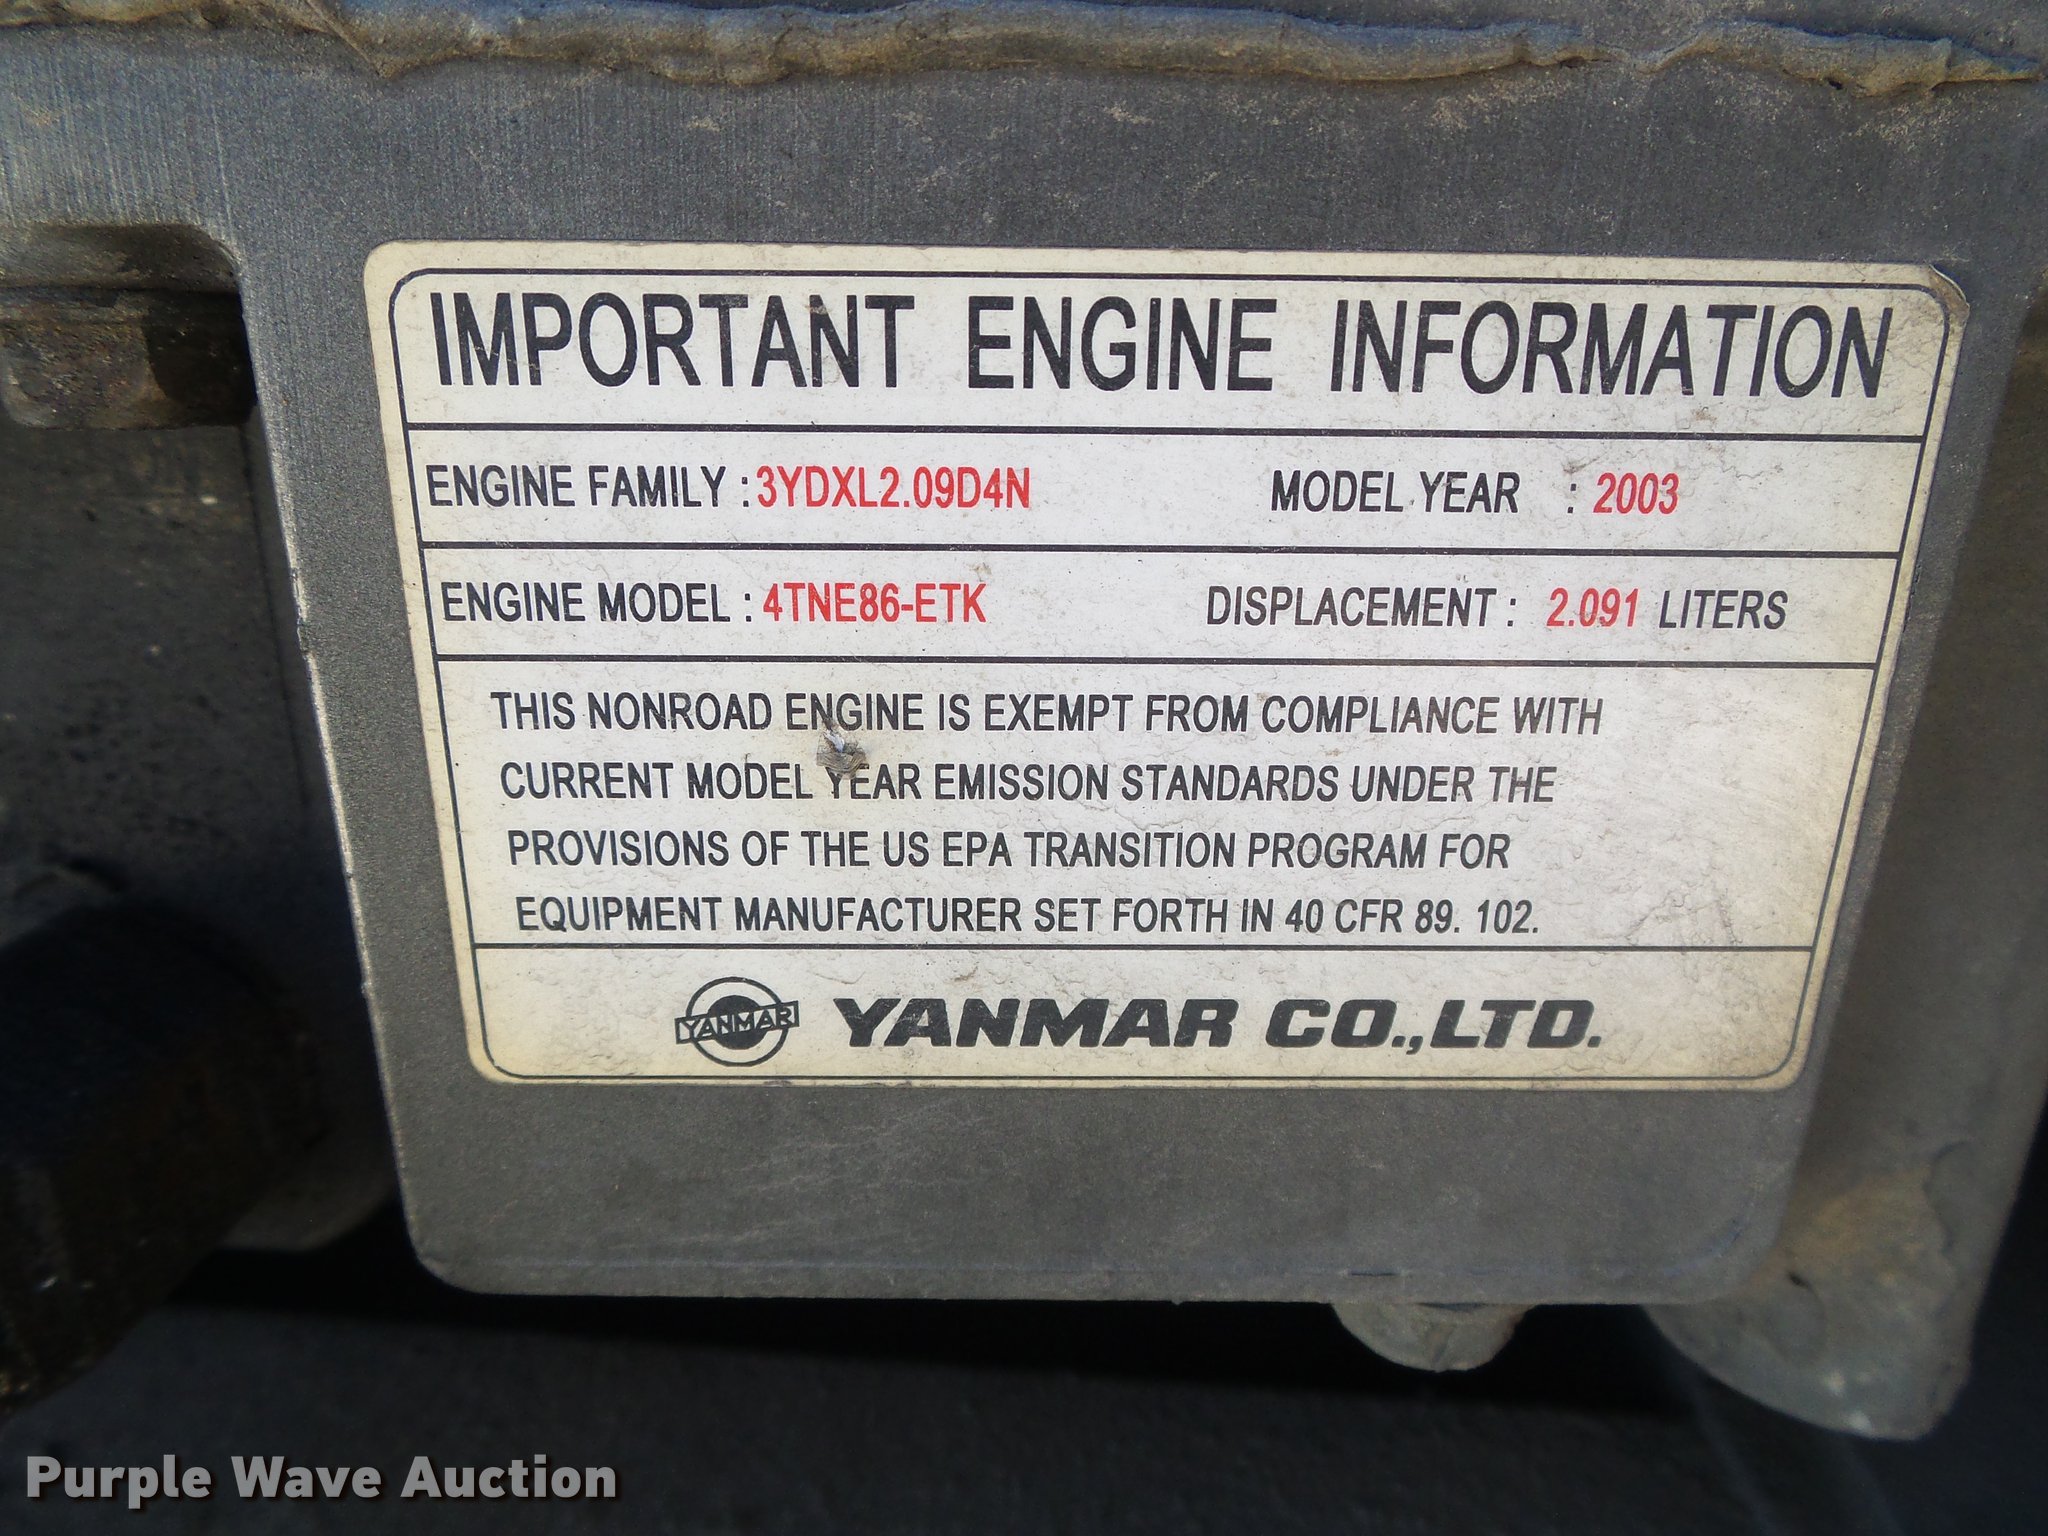 IMPORTANT ENGINE INFORMATION
ENGINE FAMILY : 3YDXL2.09D4N MODEL YEAR : 2003
ENGINE MODEL : 4TNE86-ETK DISPLACEMENT : 2.091 LITERS
THIS NONROAD ENGINE IS EXEMPT FROM COMPLIANCE WITH
CURRENT MODEL YEAR EMISSION STANDARDS UNDER THE
PROVISIONS OF THE US EPA TRANSITION PROGRAM FOR
EQUIPMENT MANUFACTURER SET FORTH IN 40 CFR 89. 102.
YANMAR YANMAR CO.,LTD.
Purple Wave Auction